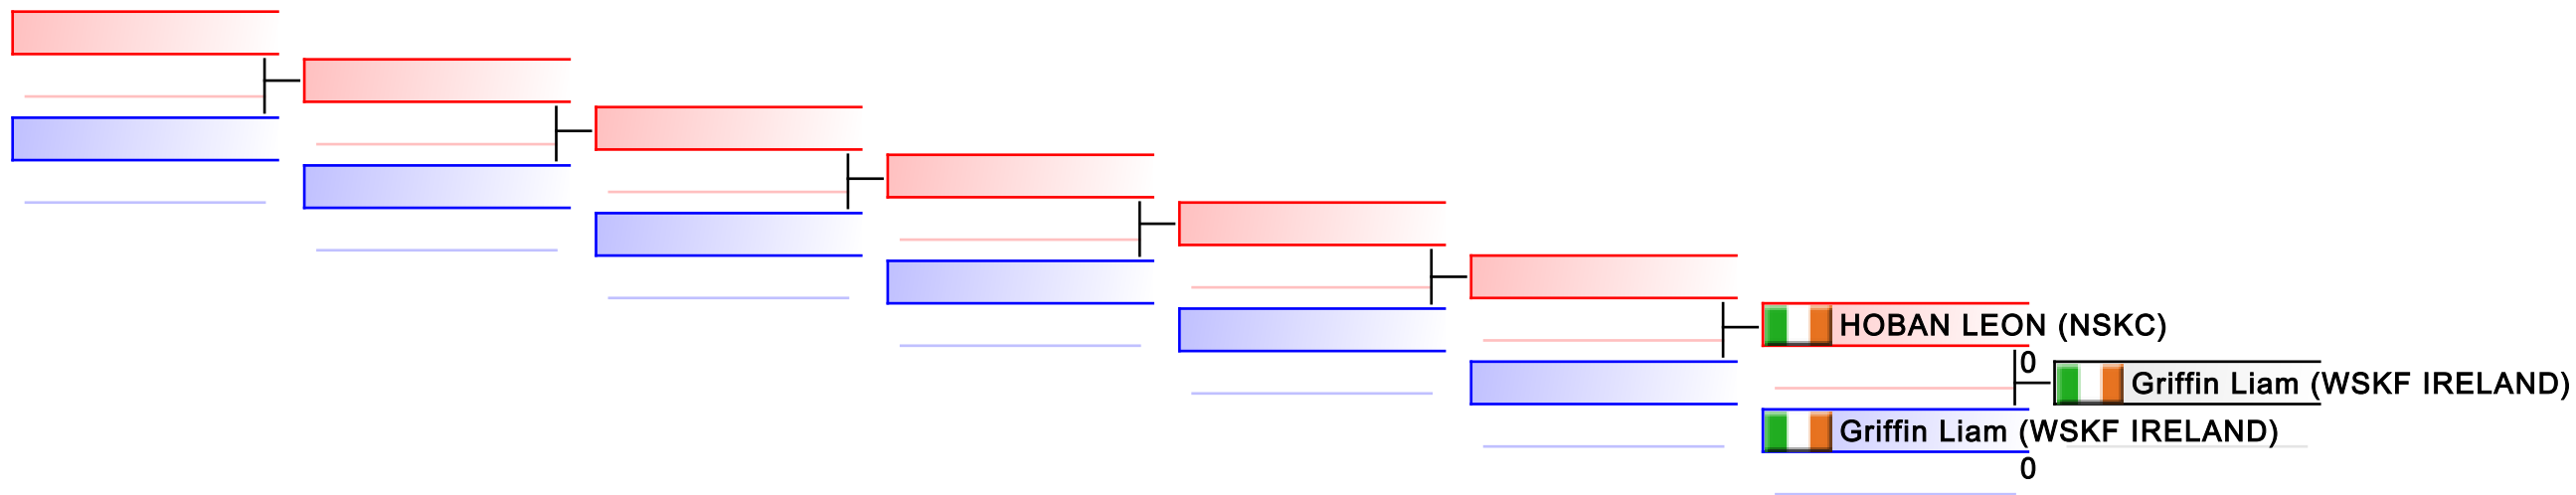 HOBAN LEON (NSKC)
0
Griffin Liam (WSKF IRELAND)
Griffin Liam (WSKF IRELAND)
0